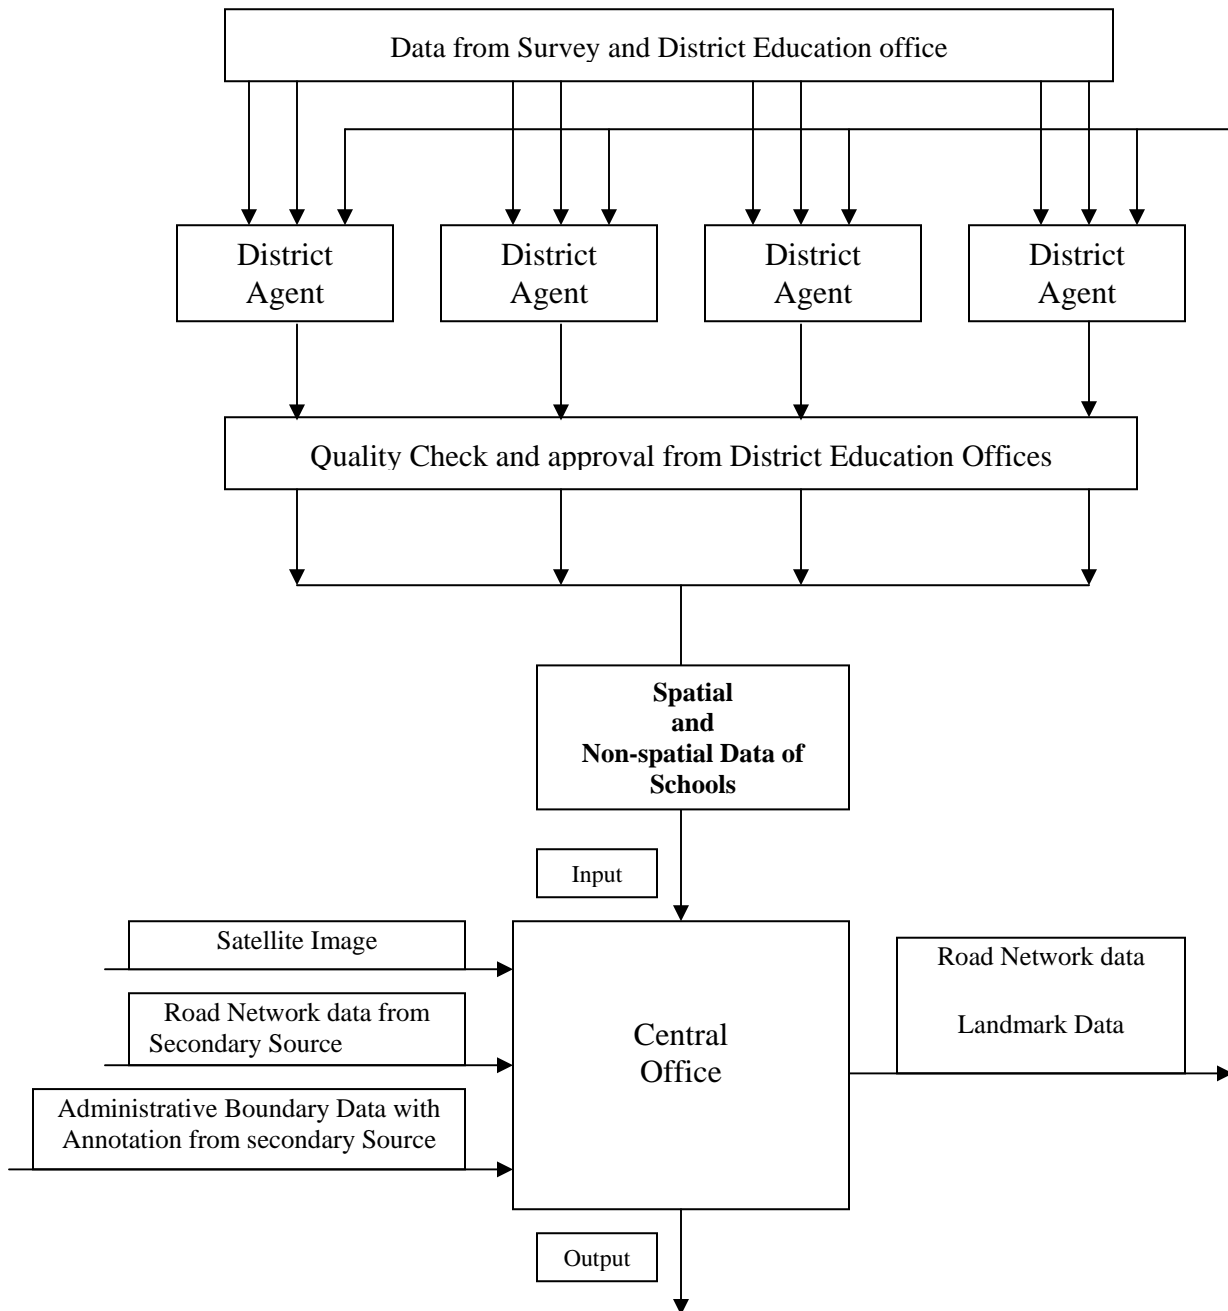 Data from Survey and District Education office
District
Agent
District
Agent
District
Agent
District
Agent
Quality Check and approval from District Education Offices
Spatial
and
Non-spatial Data of
Schools
Input
Satellite Image
Road Network data from
Secondary Source
Administrative Boundary Data with
Annotation from secondary Source
Central
Office
Road Network data
Landmark Data
Output